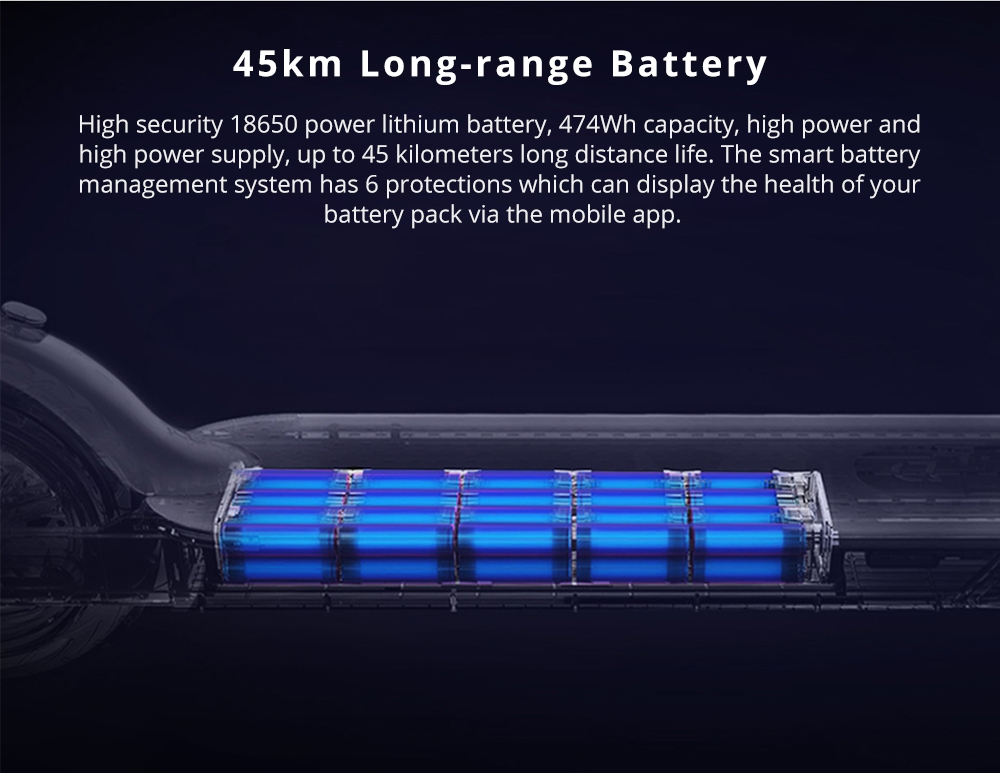 45km Long-range Battery
High security 18650 power lithium battery, 474Wh capacity, high power and
high power supply, up to 45 kilometers long distance life. The smart battery
management system has 6 protections which can display the health of your
battery pack via the mobile app.